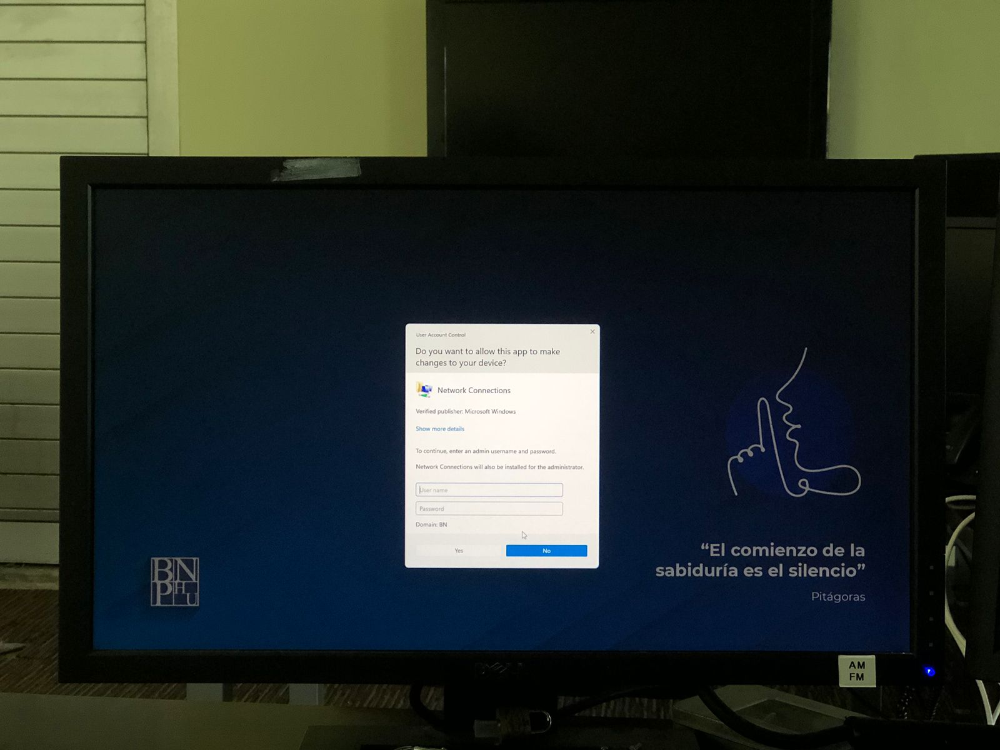 User Account Control
Do you want to allow this app to make
changes to your device?
Network Connections
Verified publisher: Microsoft Windows
Show more details
To continue, enter an admin username and password.
Network Connections will also be installed for the administrator.
User name
Password
Domain: BN
Yes
No
BN
PHU
“El comienzo de la
sabiduría es el silencio”
Pitágoras
DELL
AM
FM